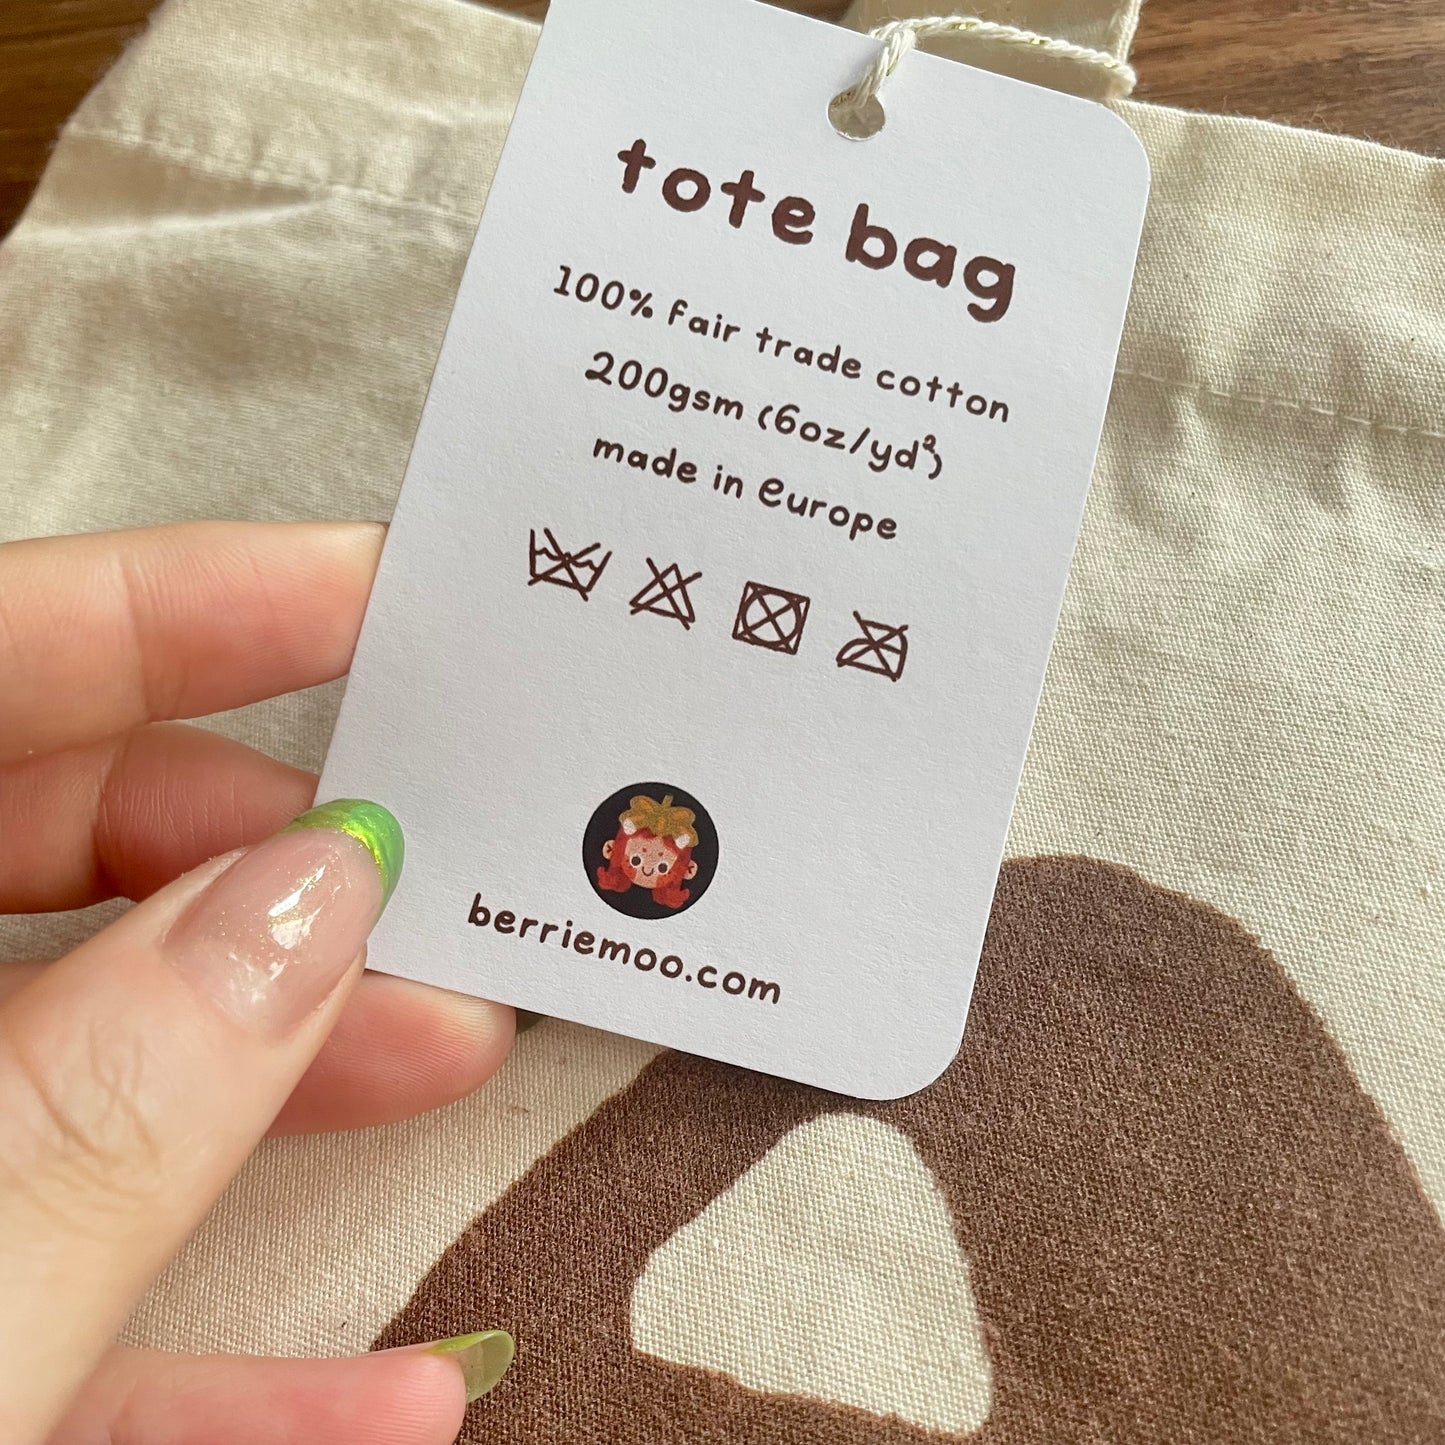 tote bag
100% fair trade cotton
200gsm (6oz/yd²)
made in Europe
berriemoo.com